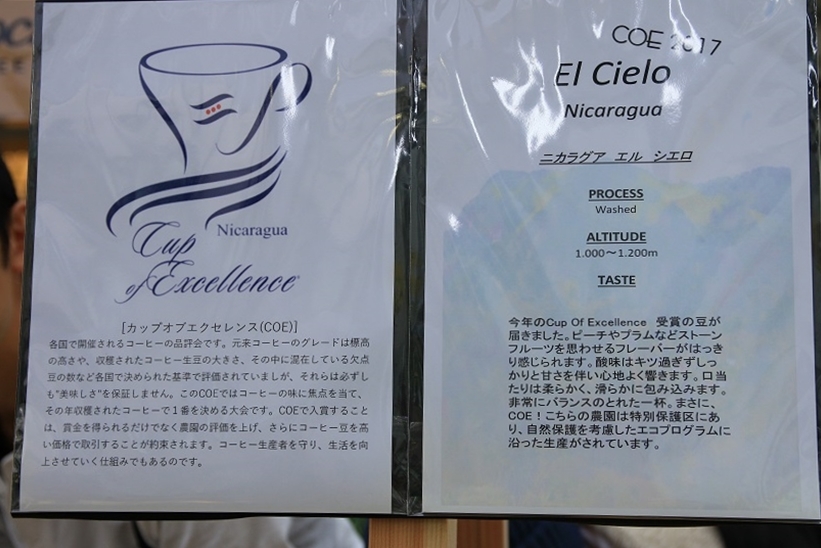 Nicaragua
Cup
of Excellence
[カップオブエクセレンス(COE)]
各国で開催されるコーヒーの品評会です。元来コーヒーのグレードは標高
の高さや、収穫されたコーヒー生豆の大きさ、その中に混在している欠点
豆の数など各国で決められた基準で評価されていましが、それらは必ずし
も"美味しさ"を保証しません。このCOEではコーヒーの味に焦点を当て、
その年収穫されたコーヒーで１番を決める大会です。COEで入賞すること
は、賞金を得られるだけでなく農園の評価を上げ、さらにコーヒー豆を高
い価格で取引することが約束されます。コーヒー生産者を守り、生活を向
上させていく仕組みでもあるのです。
COE 2017
El Cielo
Nicaragua
ニカラグア　エル　シエロ
PROCESS
Washed
ALTITUDE
1.000～1.200m
TASTE
今年のCup Of Excellence　受賞の豆が
届きました。ピーチやプラムなどストーン
フルーツを思わせるフレーバーがはっき
り感じられます。酸味はキツ過ぎずしっ
かりと甘さを伴い心地よく響きます。口当
たりは柔らかく、滑らかに包み込みます。
非常にバランスのとれた一杯。まさに、
COE！こちらの農園は特別保護区にあ
り、自然保護を考慮したエコプログラムに
沿った生産がされています。